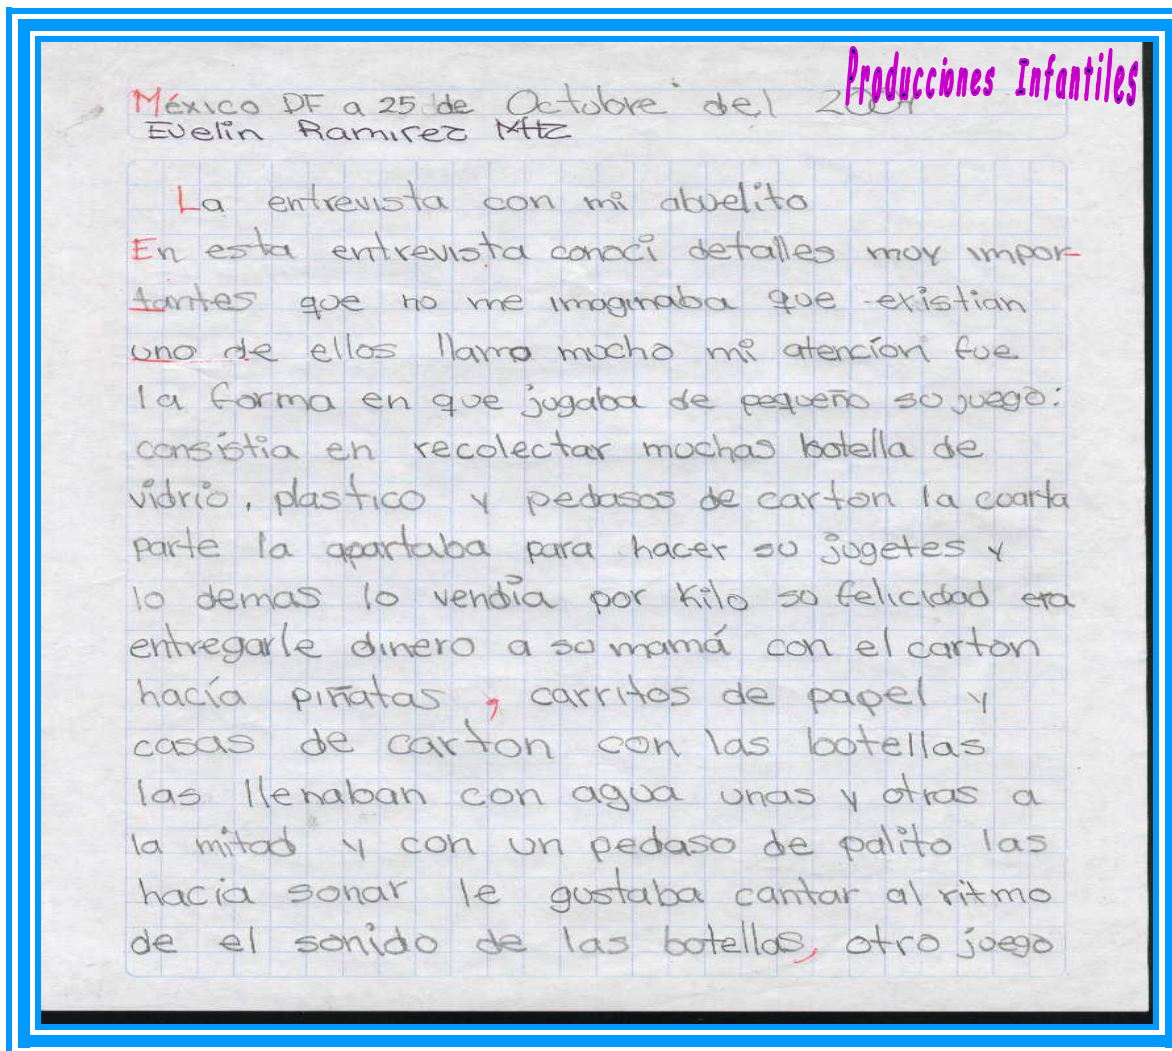 Producciones Infantiles
México DF a 25 de Octubre del
Evelin Ramirez Mtz
La entrevista con mi abuelito
En esta entrevista conoci detalles muy impor-
tantes que no me imaginaba que existian
uno de ellos llamo mucho mi atención fue
la forma en que jugaba de pequeño su juego:
consistia en recolectar muchas botella de
vidrio, plastico y pedasos de carton la cuarta
parte la apartaba para hacer su jugetes y
lo demas lo vendia por kilo su felicidad era
entregarle dinero a su mamá con el carton
hacía piñatas, carritos de papel y
casas de carton con las botellas
las llenaban con agua unas y otras a
la mitad y con un pedaso de palito las
hacia sonar le gustaba cantar al ritmo
de el sonido de las botellas, otro juego